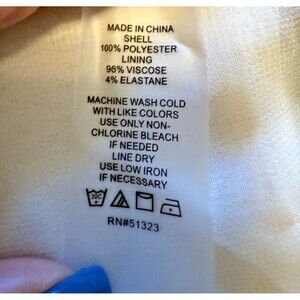 MADE IN CHINA
SHELL
100% POLYESTER
LINING
96% VISCOSE
4% ELASTANE
MACHINE WASH COLD
WITH LIKE COLORS
USE ONLY NON-
CHLORINE BLEACH
IF NEEDED
LINE DRY
USE LOW IRON
IF NECESSARY
30C
RN#51323